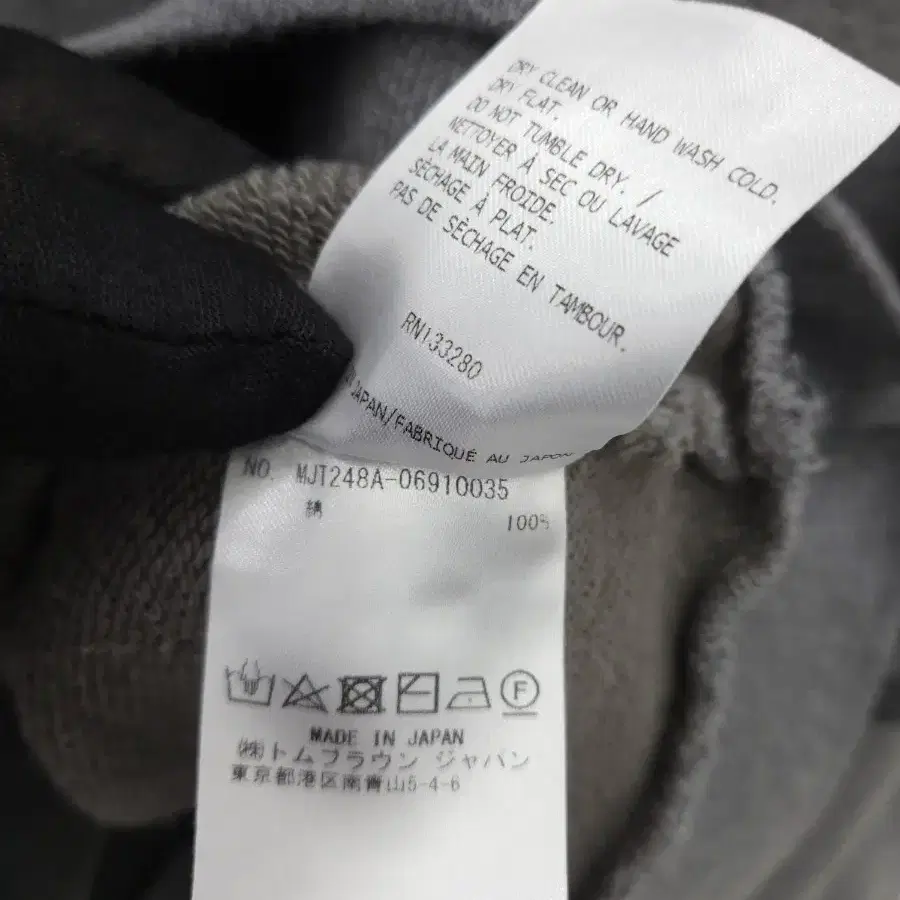 DRY CLEAN OR HAND WASH COLD.
DRY FLAT.
DO NOT TUMBLE DRY. /
NETTOYER À SEC OU LAVAGE
LA MAIN FROIDE.
SÉCHAGE À PLAT.
PAS DE SÉCHAGE EN TAMBOUR.
RN133280
JAPAN/FABRIQUÉ AU JAPON
NO. MJT248A-06910035
綿 100%
F
MADE IN JAPAN
㈱トムブラウン ジャパン
東京都港区南青山5-4-6